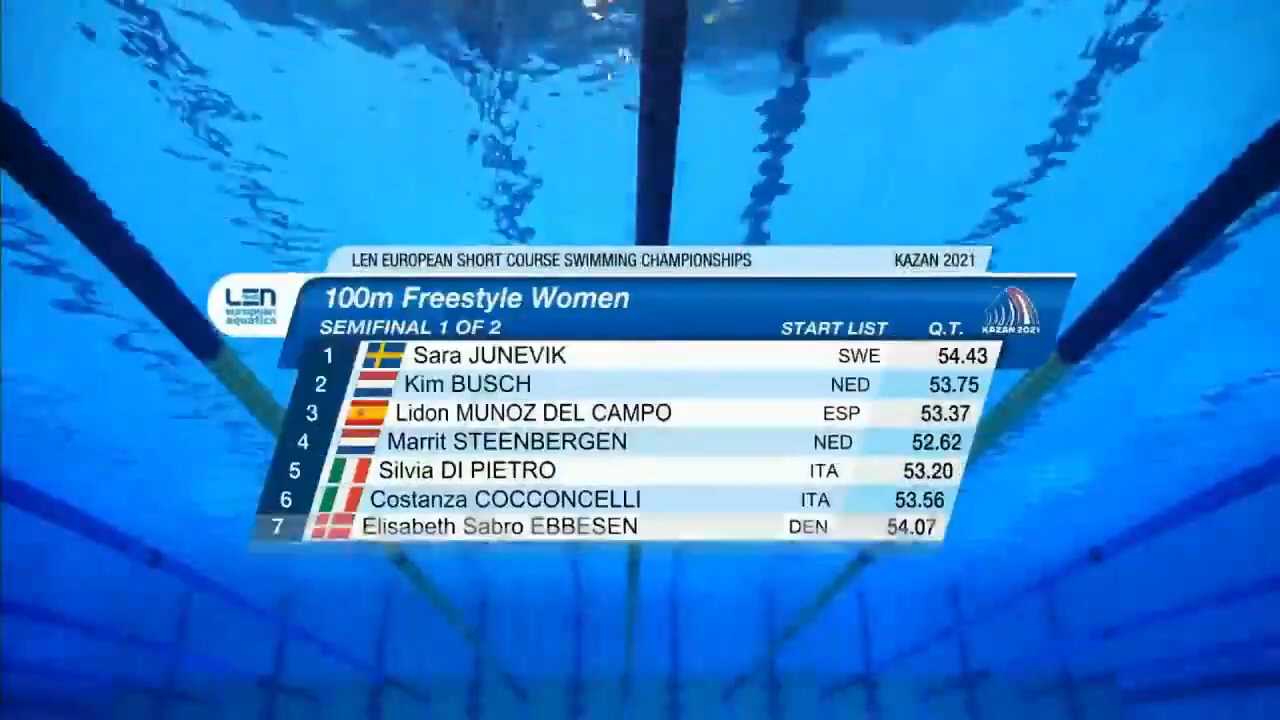 LEN EUROPEAN SHORT COURSE SWIMMING CHAMPIONSHIPS KAZAN 2021
LEN
european
aquatics
100m Freestyle Women
KAZAN 2021
SEMIFINAL 1 OF 2 START LIST Q.T.
1 Sara JUNEVIK SWE 54.43
2 Kim BUSCH NED 53.75
3 Lidon MUNOZ DEL CAMPO ESP 53.37
4 Marrit STEENBERGEN NED 52.62
5 Silvia DI PIETRO ITA 53.20
6 Costanza COCCONCELLI ITA 53.56
7 Elisabeth Sabro EBBESEN DEN 54.07